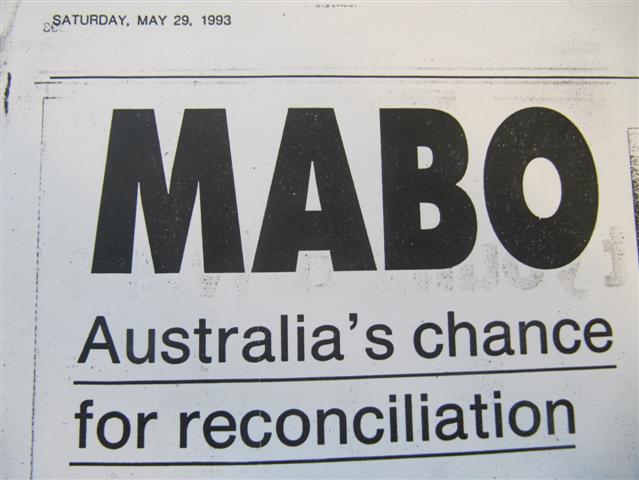 SATURDAY, MAY 29, 1993
MABO
Australia's chance
for reconciliation